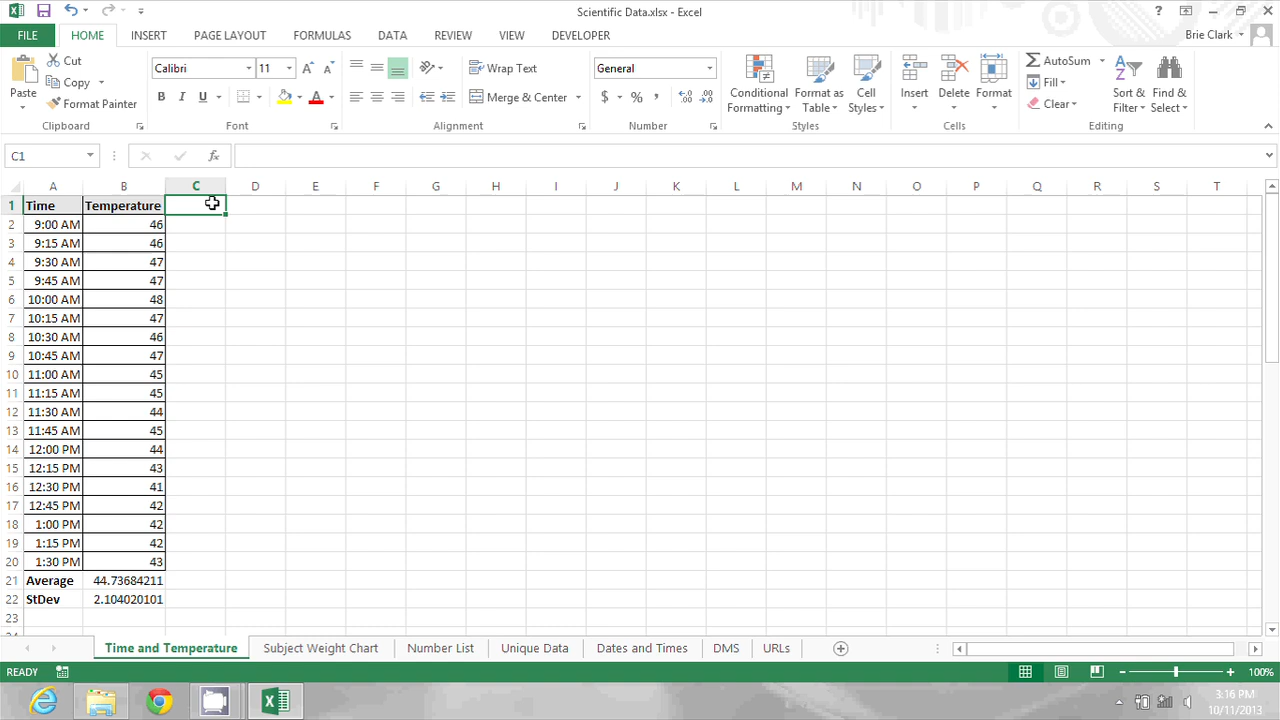 Scientific Data.xlsx - Excel
FILE HOME INSERT PAGE LAYOUT FORMULAS DATA REVIEW VIEW DEVELOPER Brie Clark
Cut
Copy
Format Painter
Paste
Clipboard
Calibri 11
B I U A
Font
Wrap Text
Merge & Center
Alignment
General
$ % ,
Number
Conditional Formatting
Format as Table
Cell Styles
Styles
Insert Delete Format
Cells
AutoSum
Fill
Clear
Sort & Filter
Find & Select
Editing
C1 fx
A B C D E F G H I J K L M N O P Q R S T
1 Time Temperature
2 9:00 AM 46
3 9:15 AM 46
4 9:30 AM 47
5 9:45 AM 47
6 10:00 AM 48
7 10:15 AM 47
8 10:30 AM 46
9 10:45 AM 47
10 11:00 AM 45
11 11:15 AM 45
12 11:30 AM 44
13 11:45 AM 45
14 12:00 PM 44
15 12:15 PM 43
16 12:30 PM 41
17 12:45 PM 42
18 1:00 PM 42
19 1:15 PM 42
20 1:30 PM 43
21 Average 44.73684211
22 StDev 2.104020101
23
Time and Temperature Subject Weight Chart Number List Unique Data Dates and Times DMS URLs
READY 100%
3:16 PM
10/11/2013